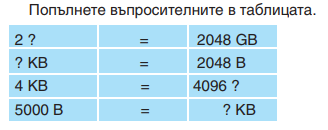 Попълнете въпросителните в таблицата.
2 ? = 2048 GB
? KB = 2048 B
4 KB = 4096 ?
5000 B = ? KB